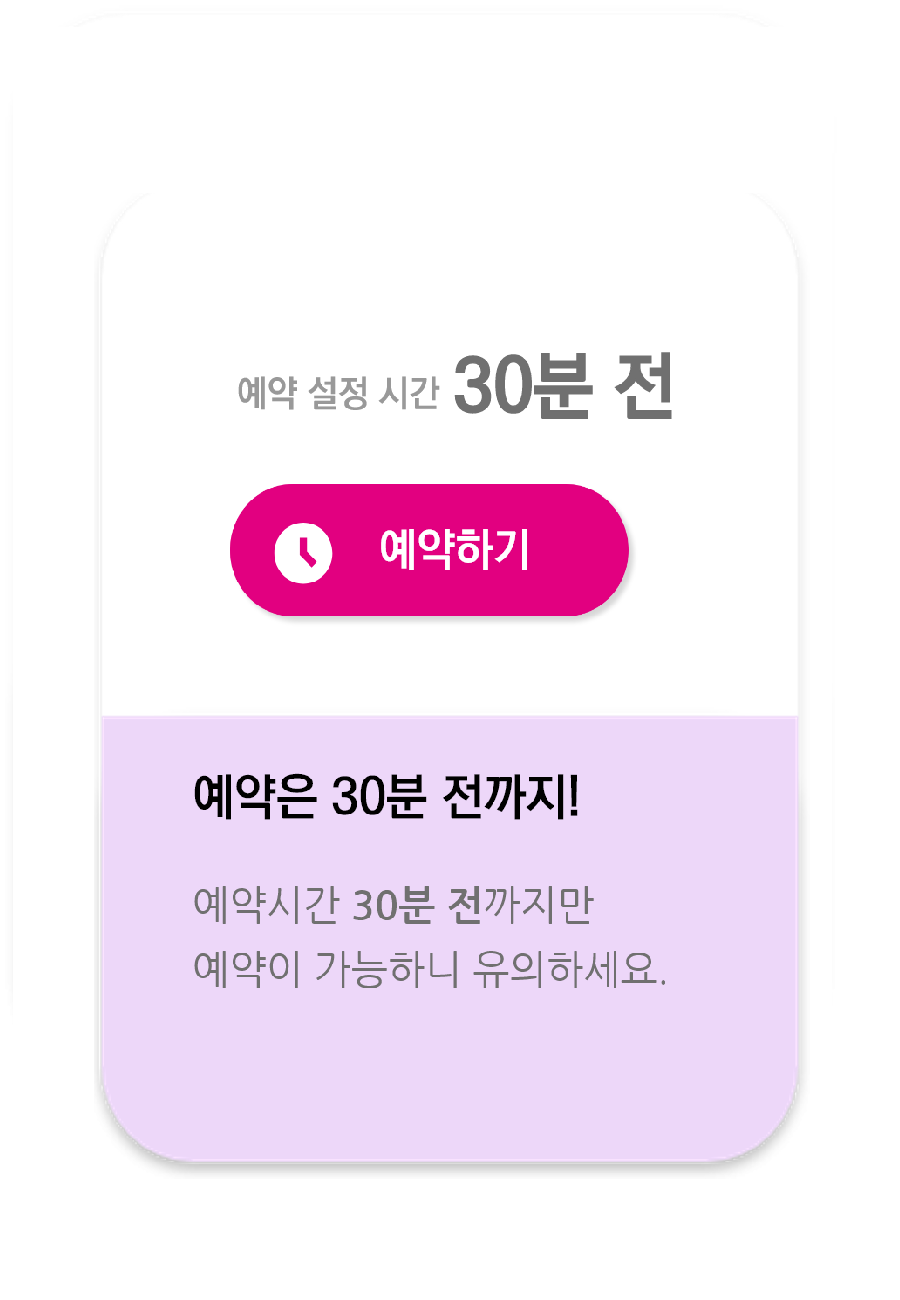 예약 설정 시간 30분 전
예약하기
예약은 30분 전까지!
예약시간 30분 전까지만
예약이 가능하니 유의하세요.